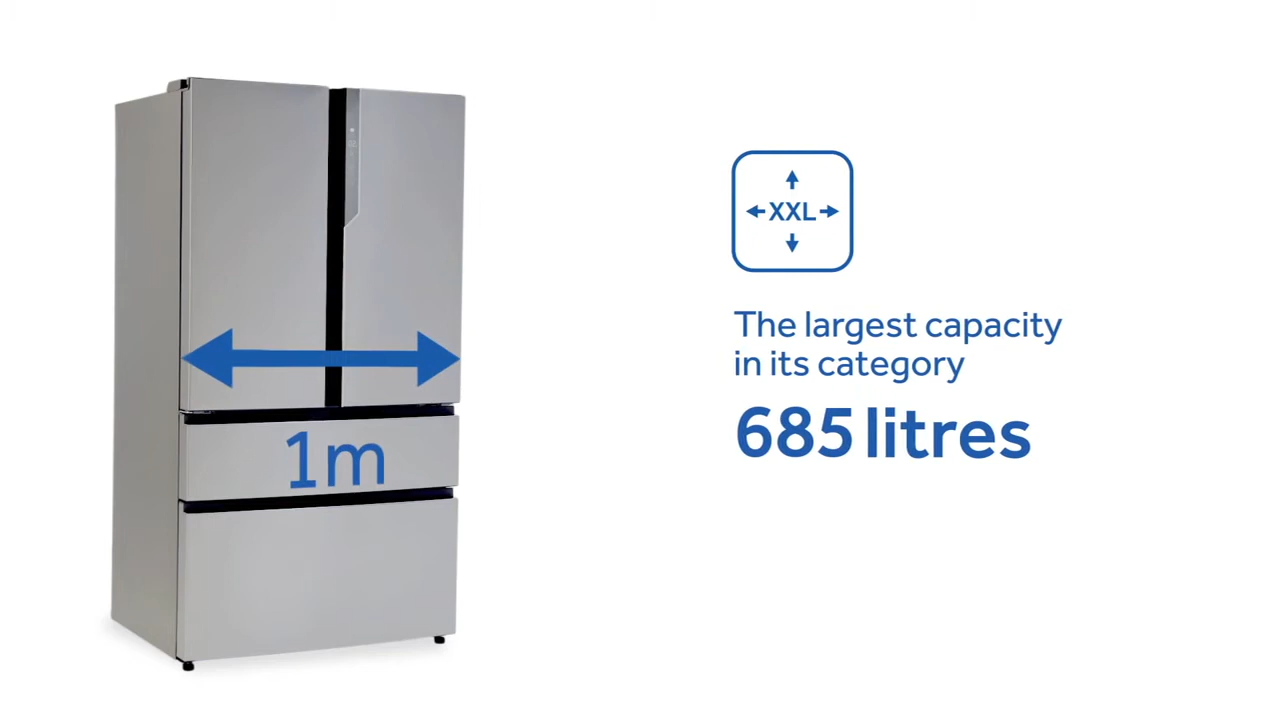 XXL
The largest capacity
in its category
685 litres
1m